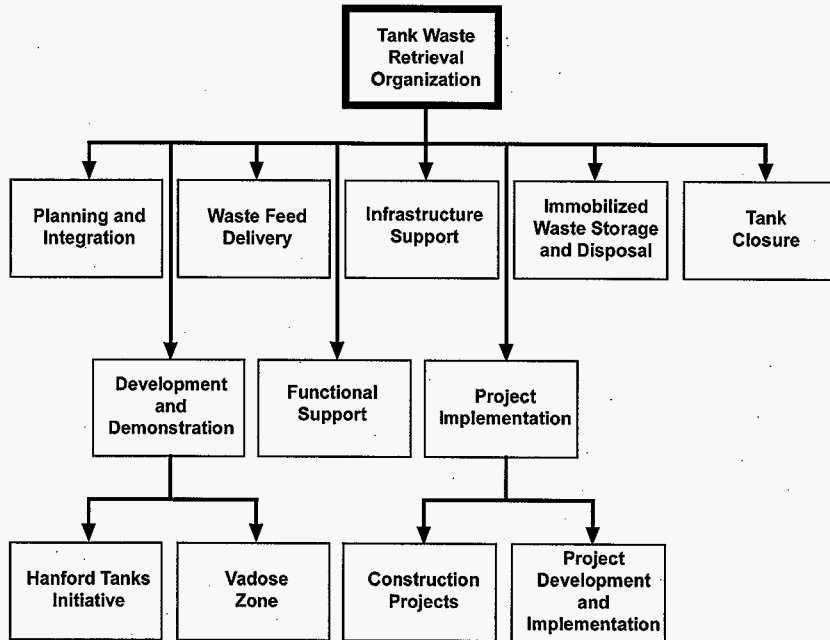 Tank Waste
Retrieval
Organization
Planning and
Integration
Waste Feed
Delivery
Infrastructure
Support
Immobilized
Waste Storage
and Disposal
Tank
Closure
Development
and
Demonstration
Functional
Support
Project
Implementation
Hanford Tanks
Initiative
Vadose
Zone
Construction
Projects
Project
Development
and
Implementation